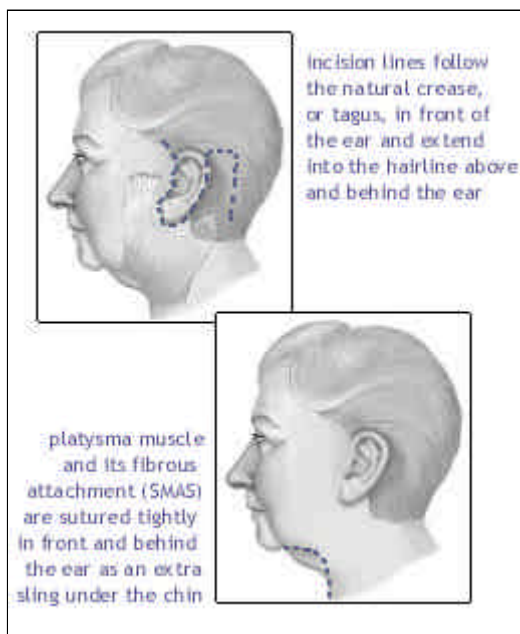 incision lines follow
the natural crease,
or tagus, in front of
the ear and extend
into the hairline above
and behind the ear
platysma muscle
and its fibrous
attachment (SMAS)
are sutured tightly
in front and behind
the ear as an extra
sling under the chin